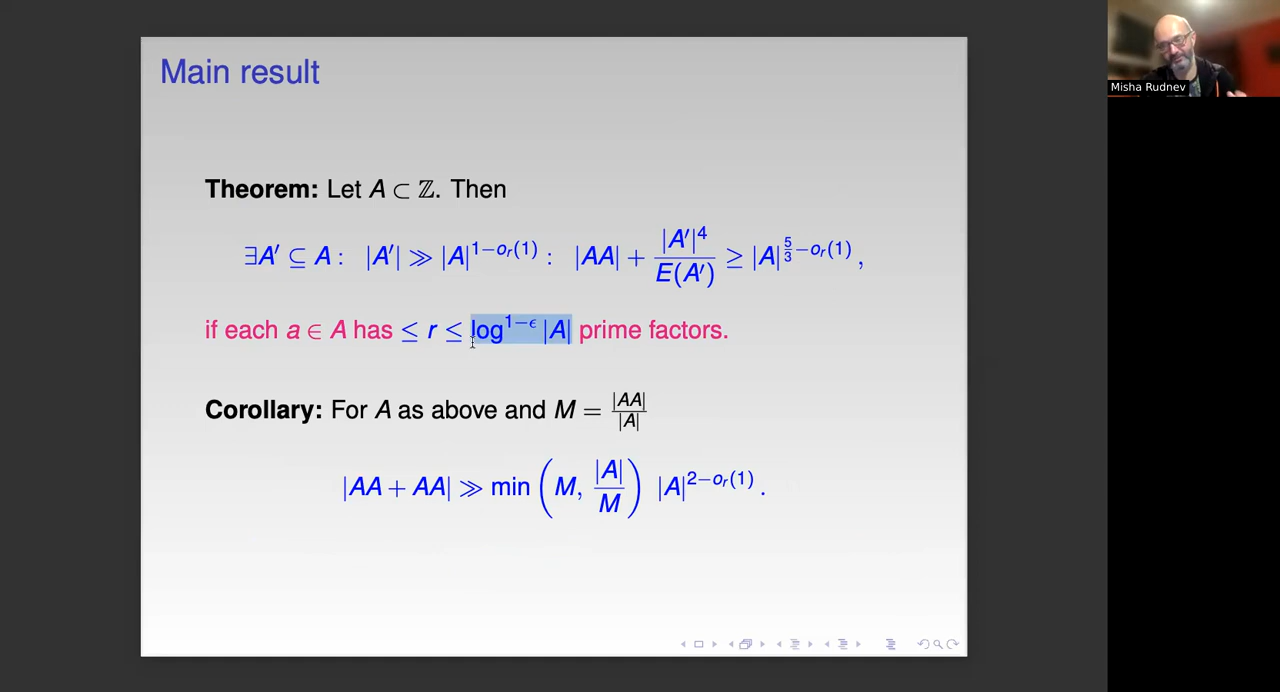 Main result
Misha Rudnev
Theorem: Let A ⊂ ℤ. Then
∃A′ ⊆ A : |A′| ≫ |A|^{1−o_r(1)} : |AA| + |A′|^4 / E(A′) ≥ |A|^{5/3−o_r(1)} ,
if each a ∈ A has ≤ r ≤ log^{1−ϵ} |A| prime factors.
Corollary: For A as above and M = |AA| / |A|
|AA + AA| ≫ min ( M, |A| / M ) |A|^{2−o_r(1)} .